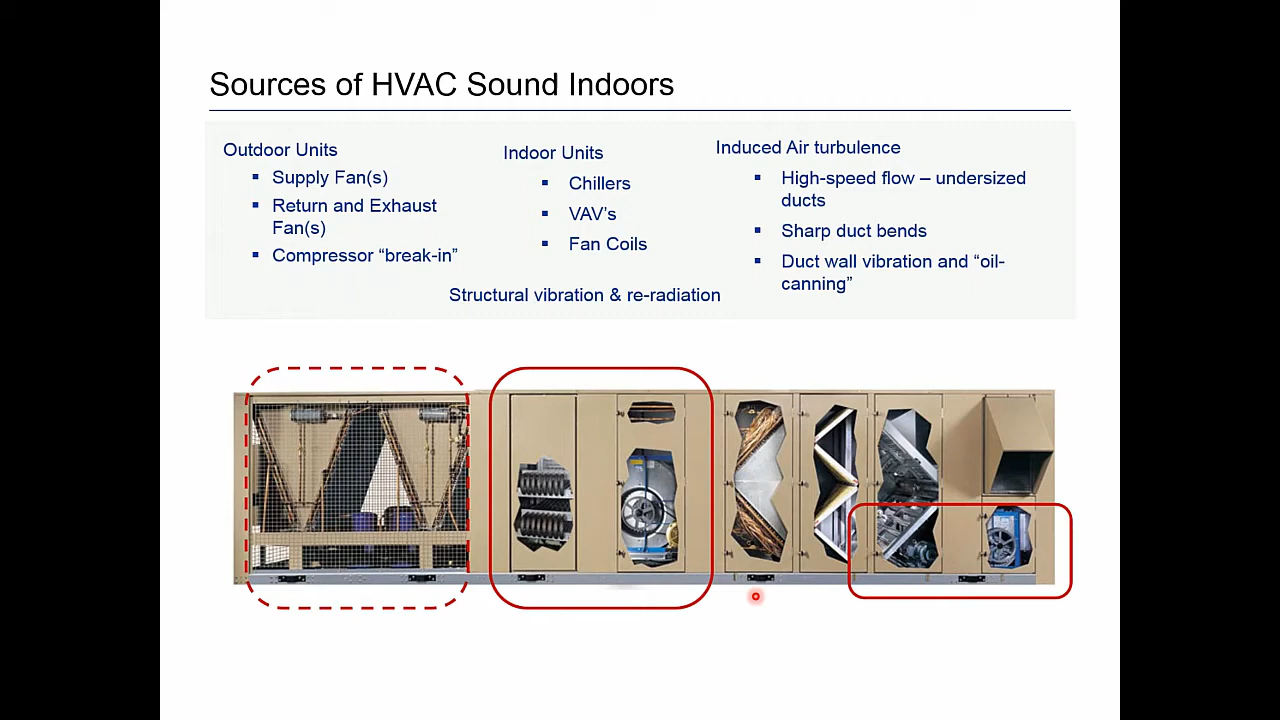 Sources of HVAC Sound Indoors
Outdoor Units
▪ Supply Fan(s)
▪ Return and Exhaust
Fan(s)
▪ Compressor “break-in”
Indoor Units
▪ Chillers
▪ VAV’s
▪ Fan Coils
Induced Air turbulence
▪ High-speed flow – undersized
ducts
▪ Sharp duct bends
▪ Duct wall vibration and “oil-
canning”
Structural vibration & re-radiation